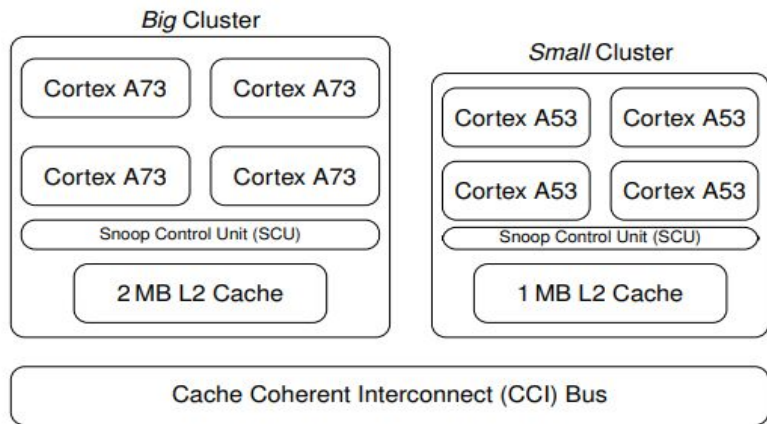 Big Cluster
Cortex A73
Cortex A73
Cortex A73
Cortex A73
Snoop Control Unit (SCU)
2 MB L2 Cache
Small Cluster
Cortex A53
Cortex A53
Cortex A53
Cortex A53
Snoop Control Unit (SCU)
1 MB L2 Cache
Cache Coherent Interconnect (CCI) Bus